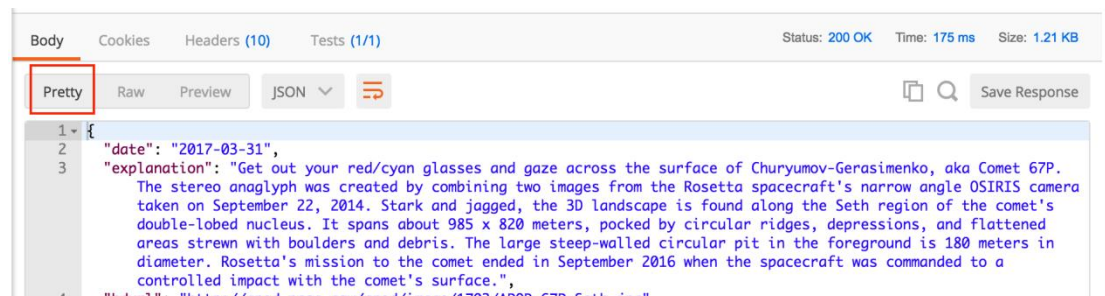 Body Cookies Headers (10) Tests (1/1) Status: 200 OK Time: 175 ms Size: 1.21 KB
Pretty Raw Preview JSON Save Response
1 {
2 "date": "2017-03-31",
3 "explanation": "Get out your red/cyan glasses and gaze across the surface of Churyumov-Gerasimenko, aka Comet 67P.
The stereo anaglyph was created by combining two images from the Rosetta spacecraft's narrow angle OSIRIS camera
taken on September 22, 2014. Stark and jagged, the 3D landscape is found along the Seth region of the comet's
double-lobed nucleus. It spans about 985 x 820 meters, pocked by circular ridges, depressions, and flattened
areas strewn with boulders and debris. The large steep-walled circular pit in the foreground is 180 meters in
diameter. Rosetta's mission to the comet ended in September 2016 when the spacecraft was commanded to a
controlled impact with the comet's surface.",